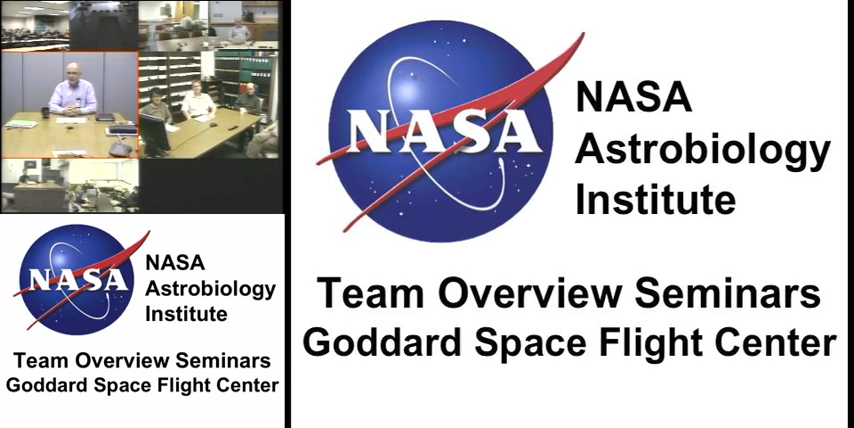 NASA
NASA
Astrobiology
Institute
Team Overview Seminars
Goddard Space Flight Center
NASA
NASA
Astrobiology
Institute
Team Overview Seminars
Goddard Space Flight Center